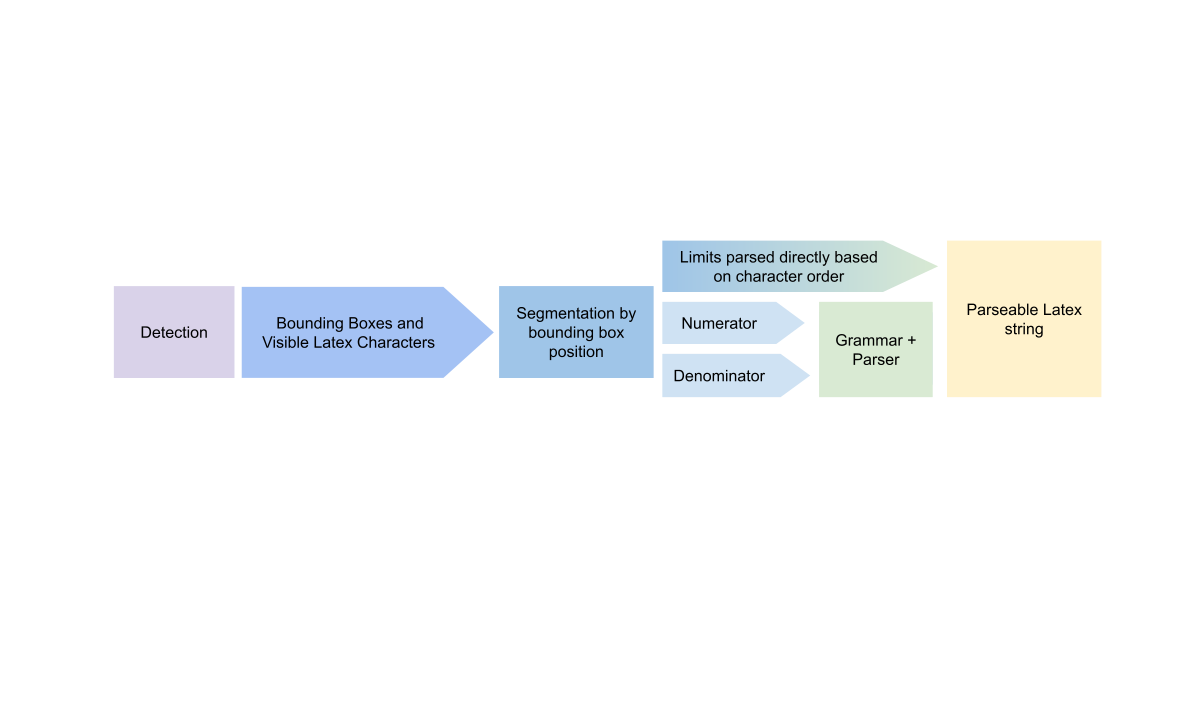 Detection
Bounding Boxes and
Visible Latex Characters
Segmentation by
bounding box
position
Limits parsed directly based
on character order
Numerator
Denominator
Grammar +
Parser
Parseable Latex
string